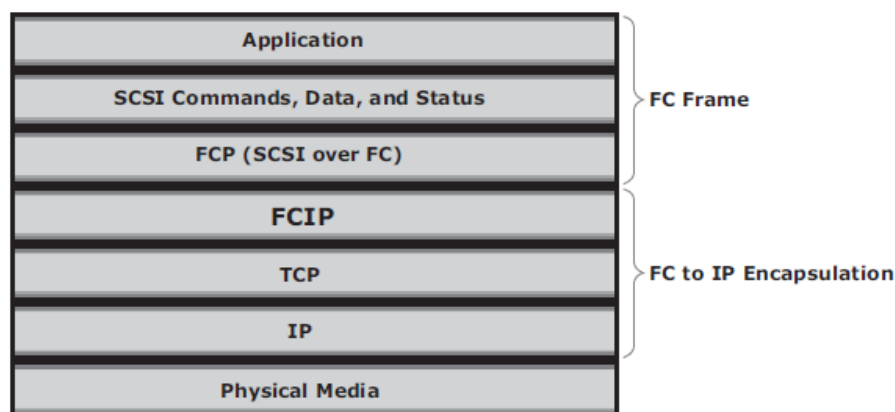 Application
SCSI Commands, Data, and Status
FC Frame
FCP (SCSI over FC)
FCIP
TCP
FC to IP Encapsulation
IP
Physical Media